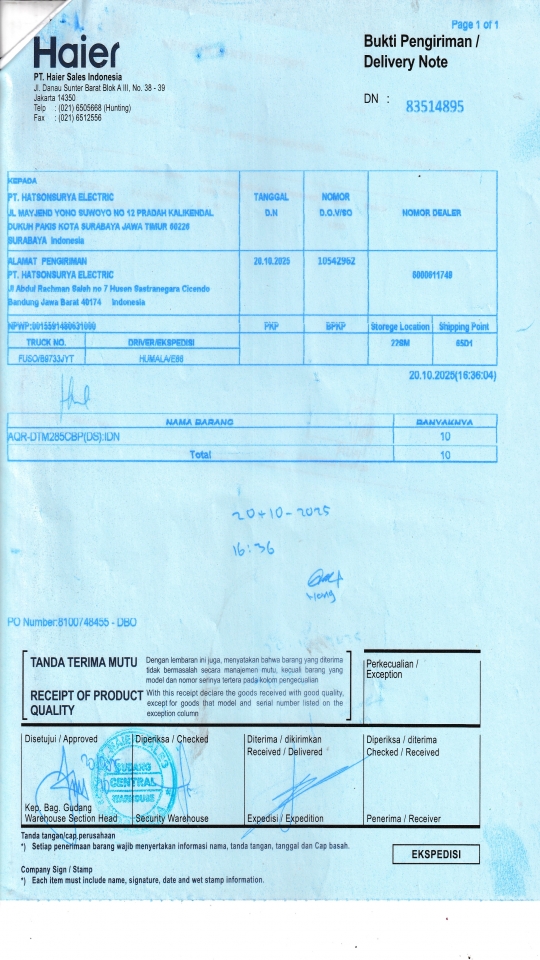 Page 1 of 1
Haier
Bukti Pengiriman /
Delivery Note
PT. Haier Sales Indonesia
Jl. Danau Sunter Barat Blok A III, No. 38 - 39
Jakarta 14350
Telp : (021) 6505668 (Hunting)
Fax : (021) 6512556
DN : 83514895
KEPADA
PT. HATSONSURYA ELECTRIC
JL MAYJEND YONO SUWOYO NO 12 PRADAH KALIKENDAL
DUKUH PAKIS KOTA SURABAYA JAWA TIMUR 60226
SURABAYA Indonesia
TANGGAL
D.N
NOMOR
D.O.V/SO
NOMOR DEALER
ALAMAT PENGIRIMAN
PT. HATSONSURYA ELECTRIC
Jl Abdul Rachman Saleh no 7 Husen Sastranegara Cicendo
Bandung Jawa Barat 40174 Indonesia
20.10.2025
10542962
PKP
BPKP
Storege Location
Shipping Point
TRUCK NO.
DRIVER/EKSPEDISI
65D1
FUSO/B9733JYT
HUMALA/E66
20.10.2025(16:36:04)
NAMA BARANG
BANYAKNYA
AQR-DTM285CBP(DS):IDN
10
Total
10
20-10-2025
16:36
PO Number:8100748455 - DBO
TANDA TERIMA MUTU
Dengan lembaran ini juga, menyatakan bahwa barang yang diterima
tidak bermasalah secara manajemen mutu, kecuali barang yang
model dan nomor serinya tertera pada kolom pengecualian
RECEIPT OF PRODUCT
QUALITY
With this receipt declare the goods received with good quality,
except for goods that model and serial number listed on the
exception column
Perkecualian /
Exception
Disetujui / Approved
Diperiksa / Checked
Diterima / dikirimkan
Received / Delivered
Diperiksa / diterima
Checked / Received
GUDANG
CENTRAL
WAREHOUSE
Kep. Bag. Gudang
Warehouse Section Head
Security Warehouse
Expedisi / Expedition
Penerima / Receiver
Tanda tangan/cap perusahaan
*) Setiap penerimaan barang wajib menyertakan informasi nama, tanda tangan, tanggal dan Cap basah.
EKSPEDISI
Company Sign / Stamp
*) Each item must include name, signature, date and wet stamp information.